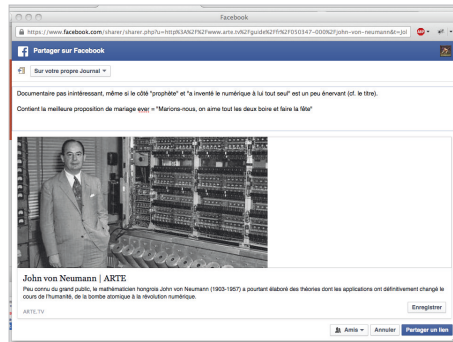 Facebook
https://www.facebook.com/sharer/sharer.php?u=http%3A%2F%2Fwww.arte.tv%2Fguide%2Ffr%2F050347-000%2Fjohn-von-neumann&t=Jol
Partager sur Facebook
Sur votre propre Journal
Documentaire pas inintéressant, même si le côté "prophète" et "a inventé le numérique à lui tout seul" est un peu énervant (cf. le titre).
Contient la meilleure proposition de mariage ever = "Marions-nous, on aime tout les deux boire et faire la fête"
John von Neumann | ARTE
Peu connu du grand public, le mathématicien hongrois John von Neumann (1903-1957) a pourtant élaboré des théories dont les applications ont définitivement changé le
cours de l'humanité, de la bombe atomique à la révolution numérique.
ARTE.TV
Enregistrer
Amis
Annuler
Partager un lien